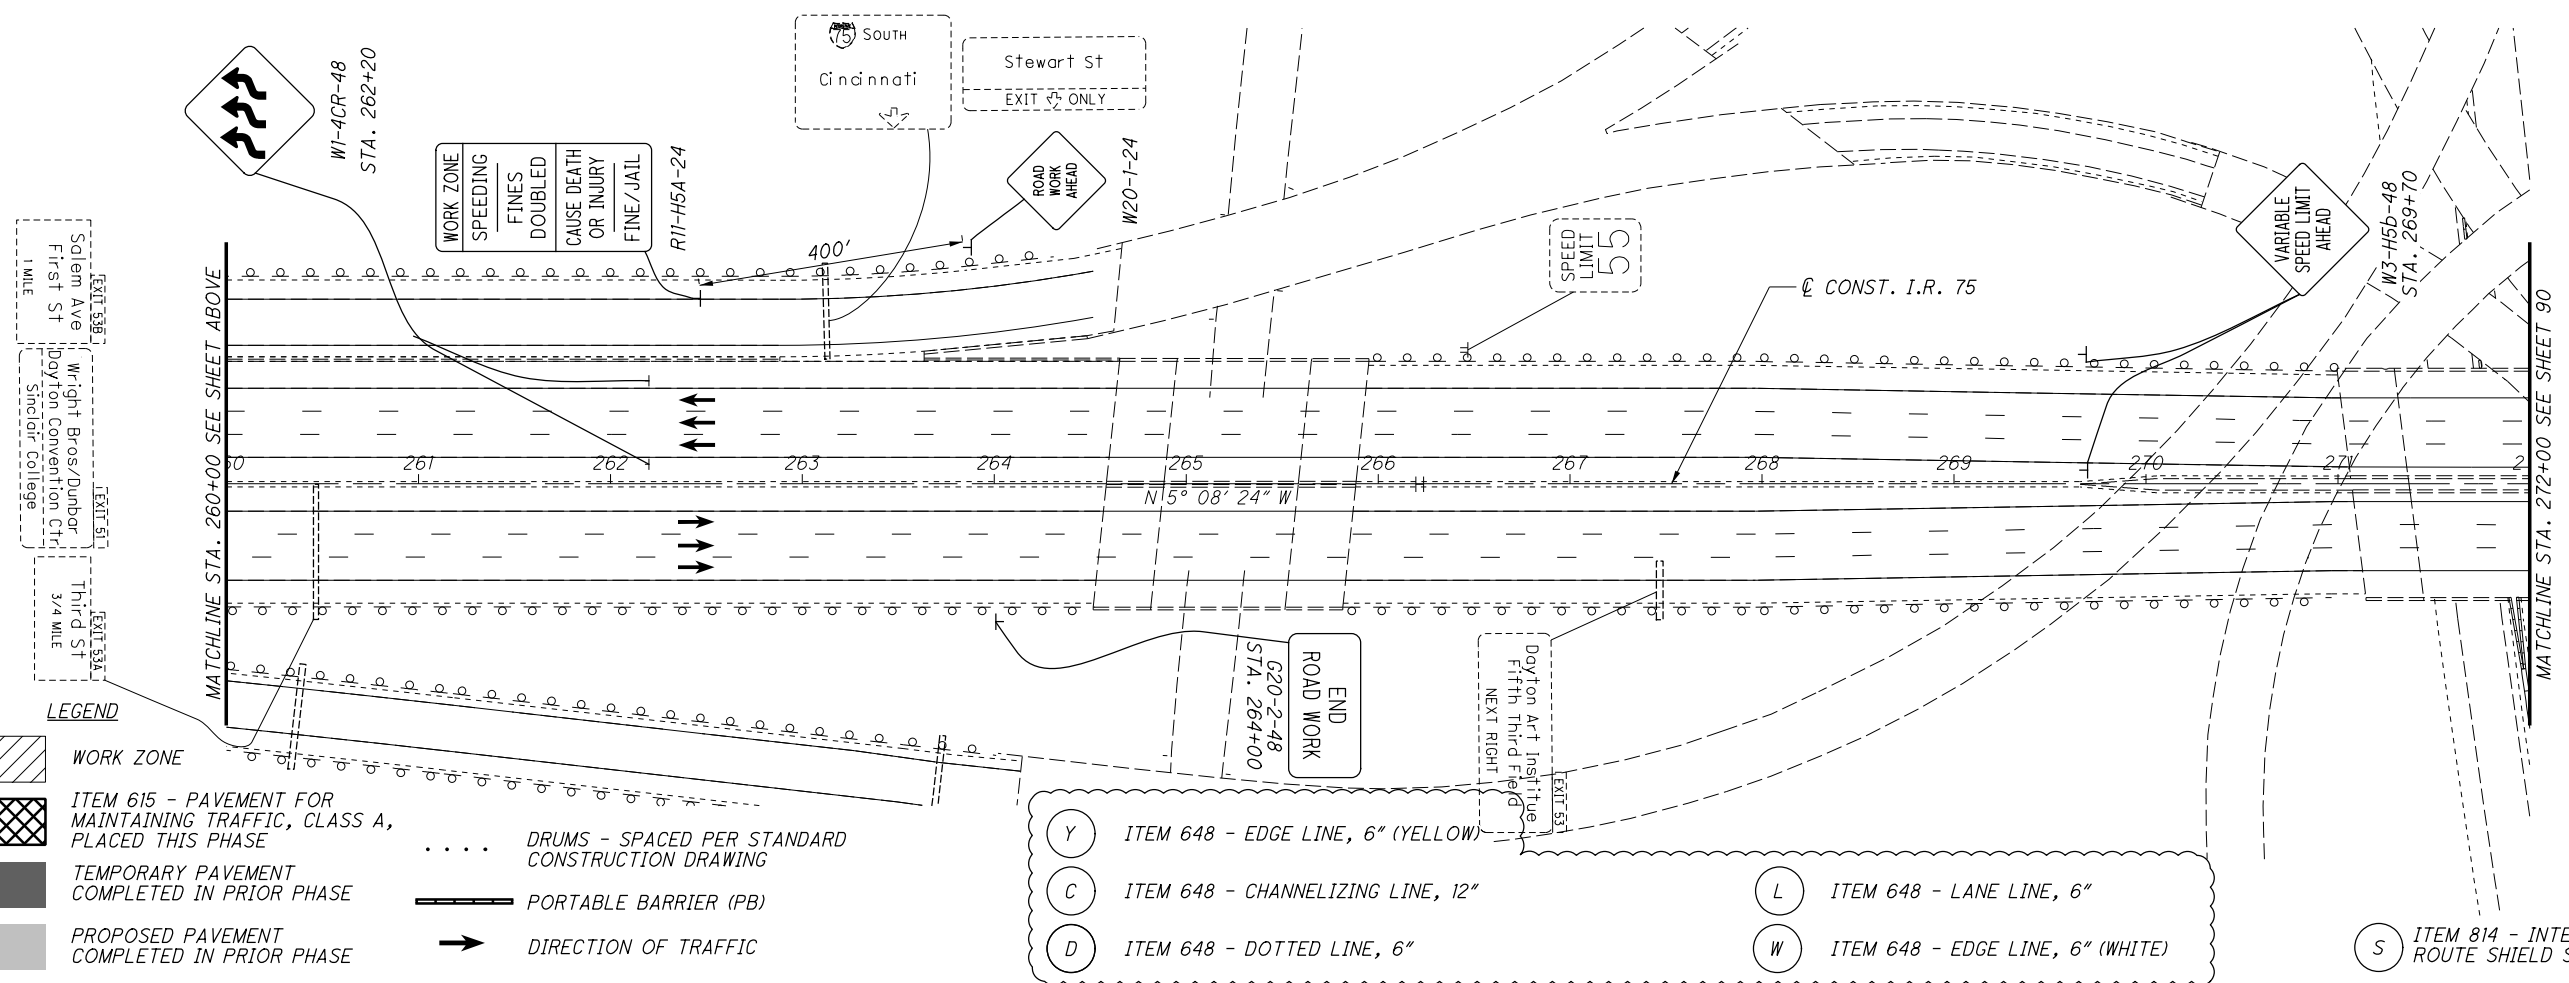 W1-4CR-48
STA. 262+20
WORK ZONE
SPEEDING
FINES
DOUBLED
CAUSE DEATH
OR INJURY
FINE/JAIL
R11-H5A-24
75 SOUTH
Cincinnati
Stewart St
EXIT ONLY
ROAD
WORK
AHEAD
W20-1-24
400'
SPEED
LIMIT
55
℄ CONST. I.R. 75
VARIABLE
SPEED LIMIT
AHEAD
W3-H5b-48
STA. 269+70
EXIT 53B
Salem Ave
First St
1 MILE
EXIT 51
Wright Bros/Dunbar
Dayton Convention Ctr
Sinclair College
EXIT 53A
Third St
3/4 MILE
MATCHLINE STA. 260+00 SEE SHEET ABOVE
261
262
263
264
265
266
267
268
269
270
271
N 5° 08' 24" W
MATCHLINE STA. 272+00 SEE SHEET 90
END
ROAD WORK
G20-2-48
STA. 264+00
EXIT 53
Dayton Art Institue
Fifth Third Field
NEXT RIGHT
LEGEND
WORK ZONE
ITEM 615 - PAVEMENT FOR
MAINTAINING TRAFFIC, CLASS A,
PLACED THIS PHASE
TEMPORARY PAVEMENT
COMPLETED IN PRIOR PHASE
PROPOSED PAVEMENT
COMPLETED IN PRIOR PHASE
DRUMS - SPACED PER STANDARD
CONSTRUCTION DRAWING
PORTABLE BARRIER (PB)
DIRECTION OF TRAFFIC
Y ITEM 648 - EDGE LINE, 6" (YELLOW)
C ITEM 648 - CHANNELIZING LINE, 12"
D ITEM 648 - DOTTED LINE, 6"
L ITEM 648 - LANE LINE, 6"
W ITEM 648 - EDGE LINE, 6" (WHITE)
S ITEM 814 - INTE
ROUTE SHIELD S